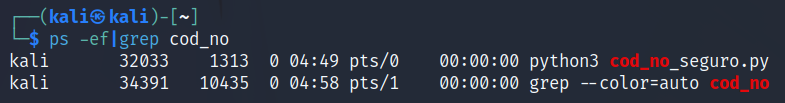 ┌──(kali㉿kali)-[~]
└─$ ps -ef|grep cod_no
kali       32033    1313  0 04:49 pts/0    00:00:00 python3 cod_no_seguro.py
kali       34391   10435  0 04:58 pts/1    00:00:00 grep --color=auto cod_no